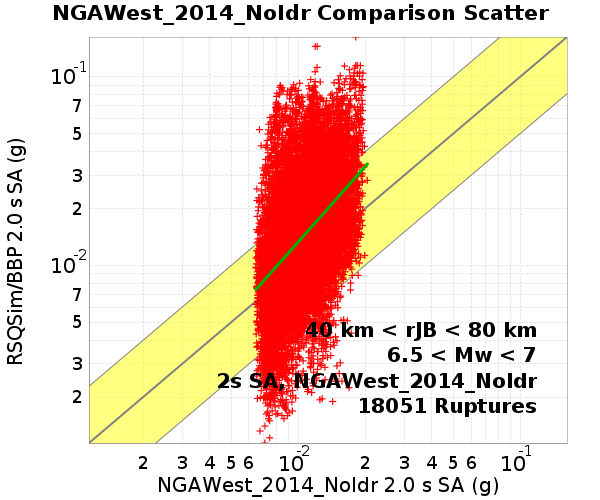 NGAWest_2014_NoIdr Comparison Scatter
10-1
7
5
3
2
10-2
7
5
3
2
RSQSim/BBP 2.0 s SA (g)
40 km < rJB < 80 km
6.5 < Mw < 7
2s SA, NGAWest_2014_NoIdr
18051 Ruptures
2 3 4 5 6 10-2 2 3 4 5 6 10-1
NGAWest_2014_NoIdr 2.0 s SA (g)